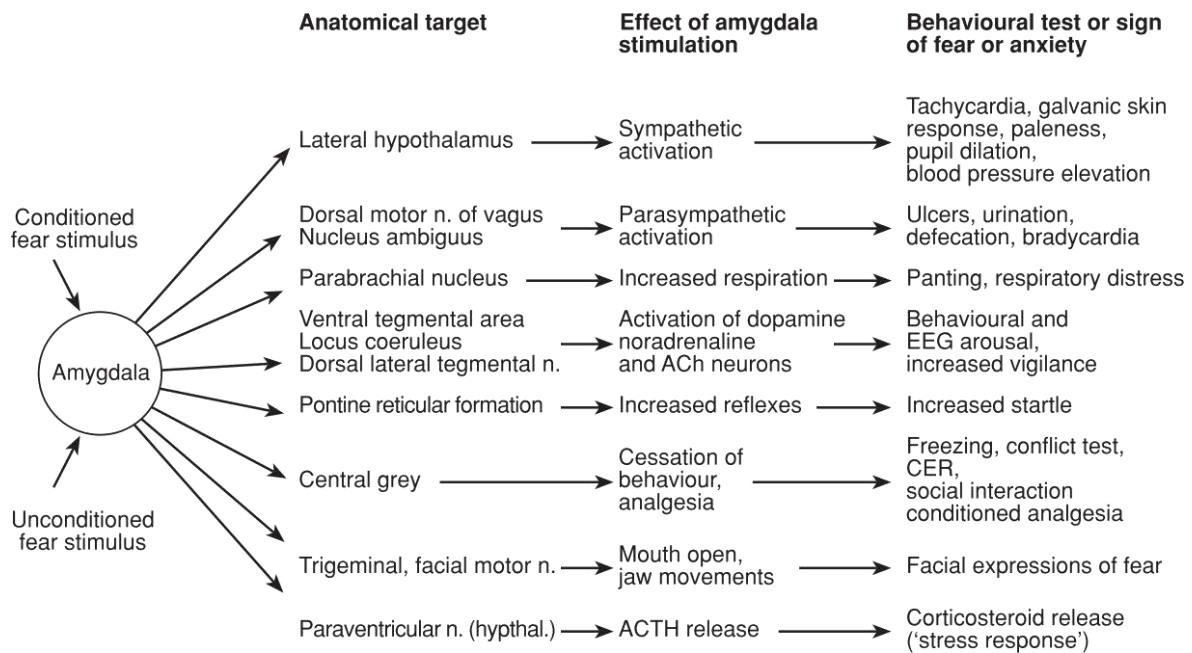 Anatomical target
Effect of amygdala
stimulation
Behavioural test or sign
of fear or anxiety
Conditioned
fear stimulus
Amygdala
Unconditioned
fear stimulus
Lateral hypothalamus
Sympathetic
activation
Tachycardia, galvanic skin
response, paleness,
pupil dilation,
blood pressure elevation
Dorsal motor n. of vagus
Nucleus ambiguus
Parasympathetic
activation
Ulcers, urination,
defecation, bradycardia
Parabrachial nucleus
Increased respiration
Panting, respiratory distress
Ventral tegmental area
Locus coeruleus
Dorsal lateral tegmental n.
Activation of dopamine
noradrenaline
and ACh neurons
Behavioural and
EEG arousal,
increased vigilance
Pontine reticular formation
Increased reflexes
Increased startle
Central grey
Cessation of
behaviour,
analgesia
Freezing, conflict test,
CER,
social interaction
conditioned analgesia
Trigeminal, facial motor n.
Mouth open,
jaw movements
Facial expressions of fear
Paraventricular n. (hypthal.)
ACTH release
Corticosteroid release
(‘stress response’)